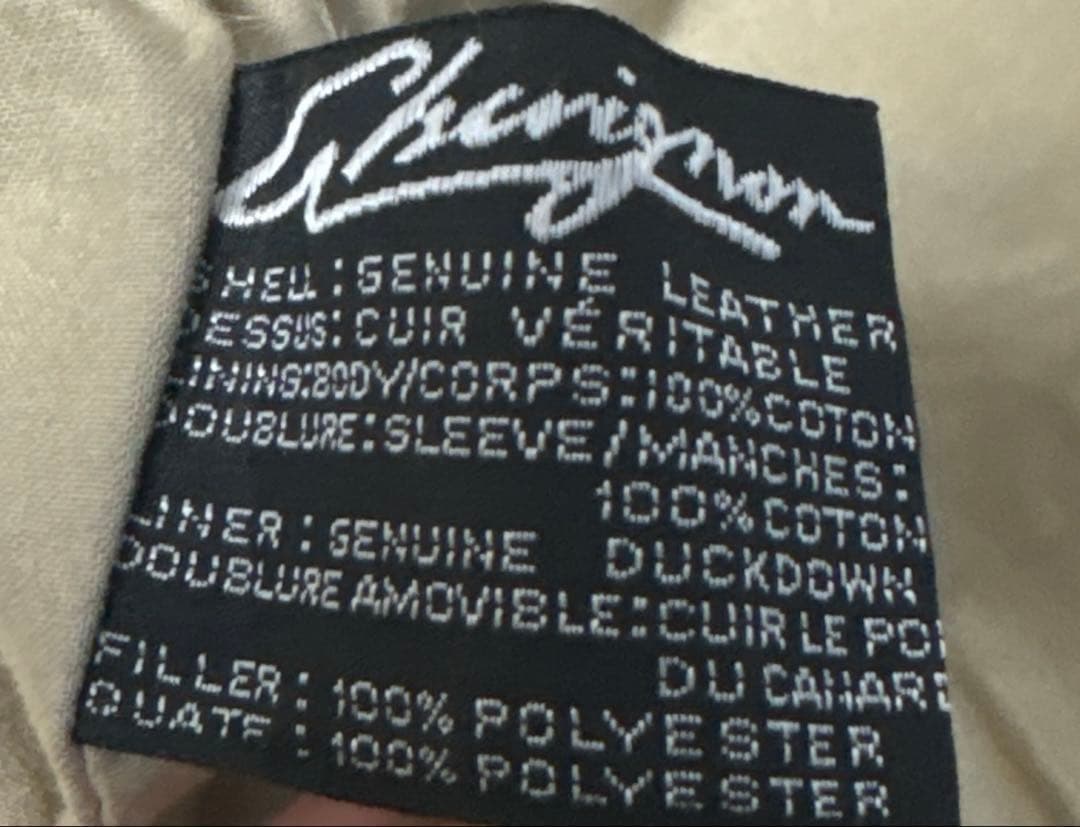 Chevignon
SHELL:GENUINE LEATHER
DESSUS:CUIR VÉRITABLE
LINING:BODY/CORPS:100%COTON
DOUBLURE:SLEEVE/MANCHES:
100%COTON
LINER:GENUINE DUCKDOWN
DOUBLURE AMOVIBLE:CUIR LE POI
DU CANARD
FILLER:100% POLYESTER
OUATE:100% POLYESTER